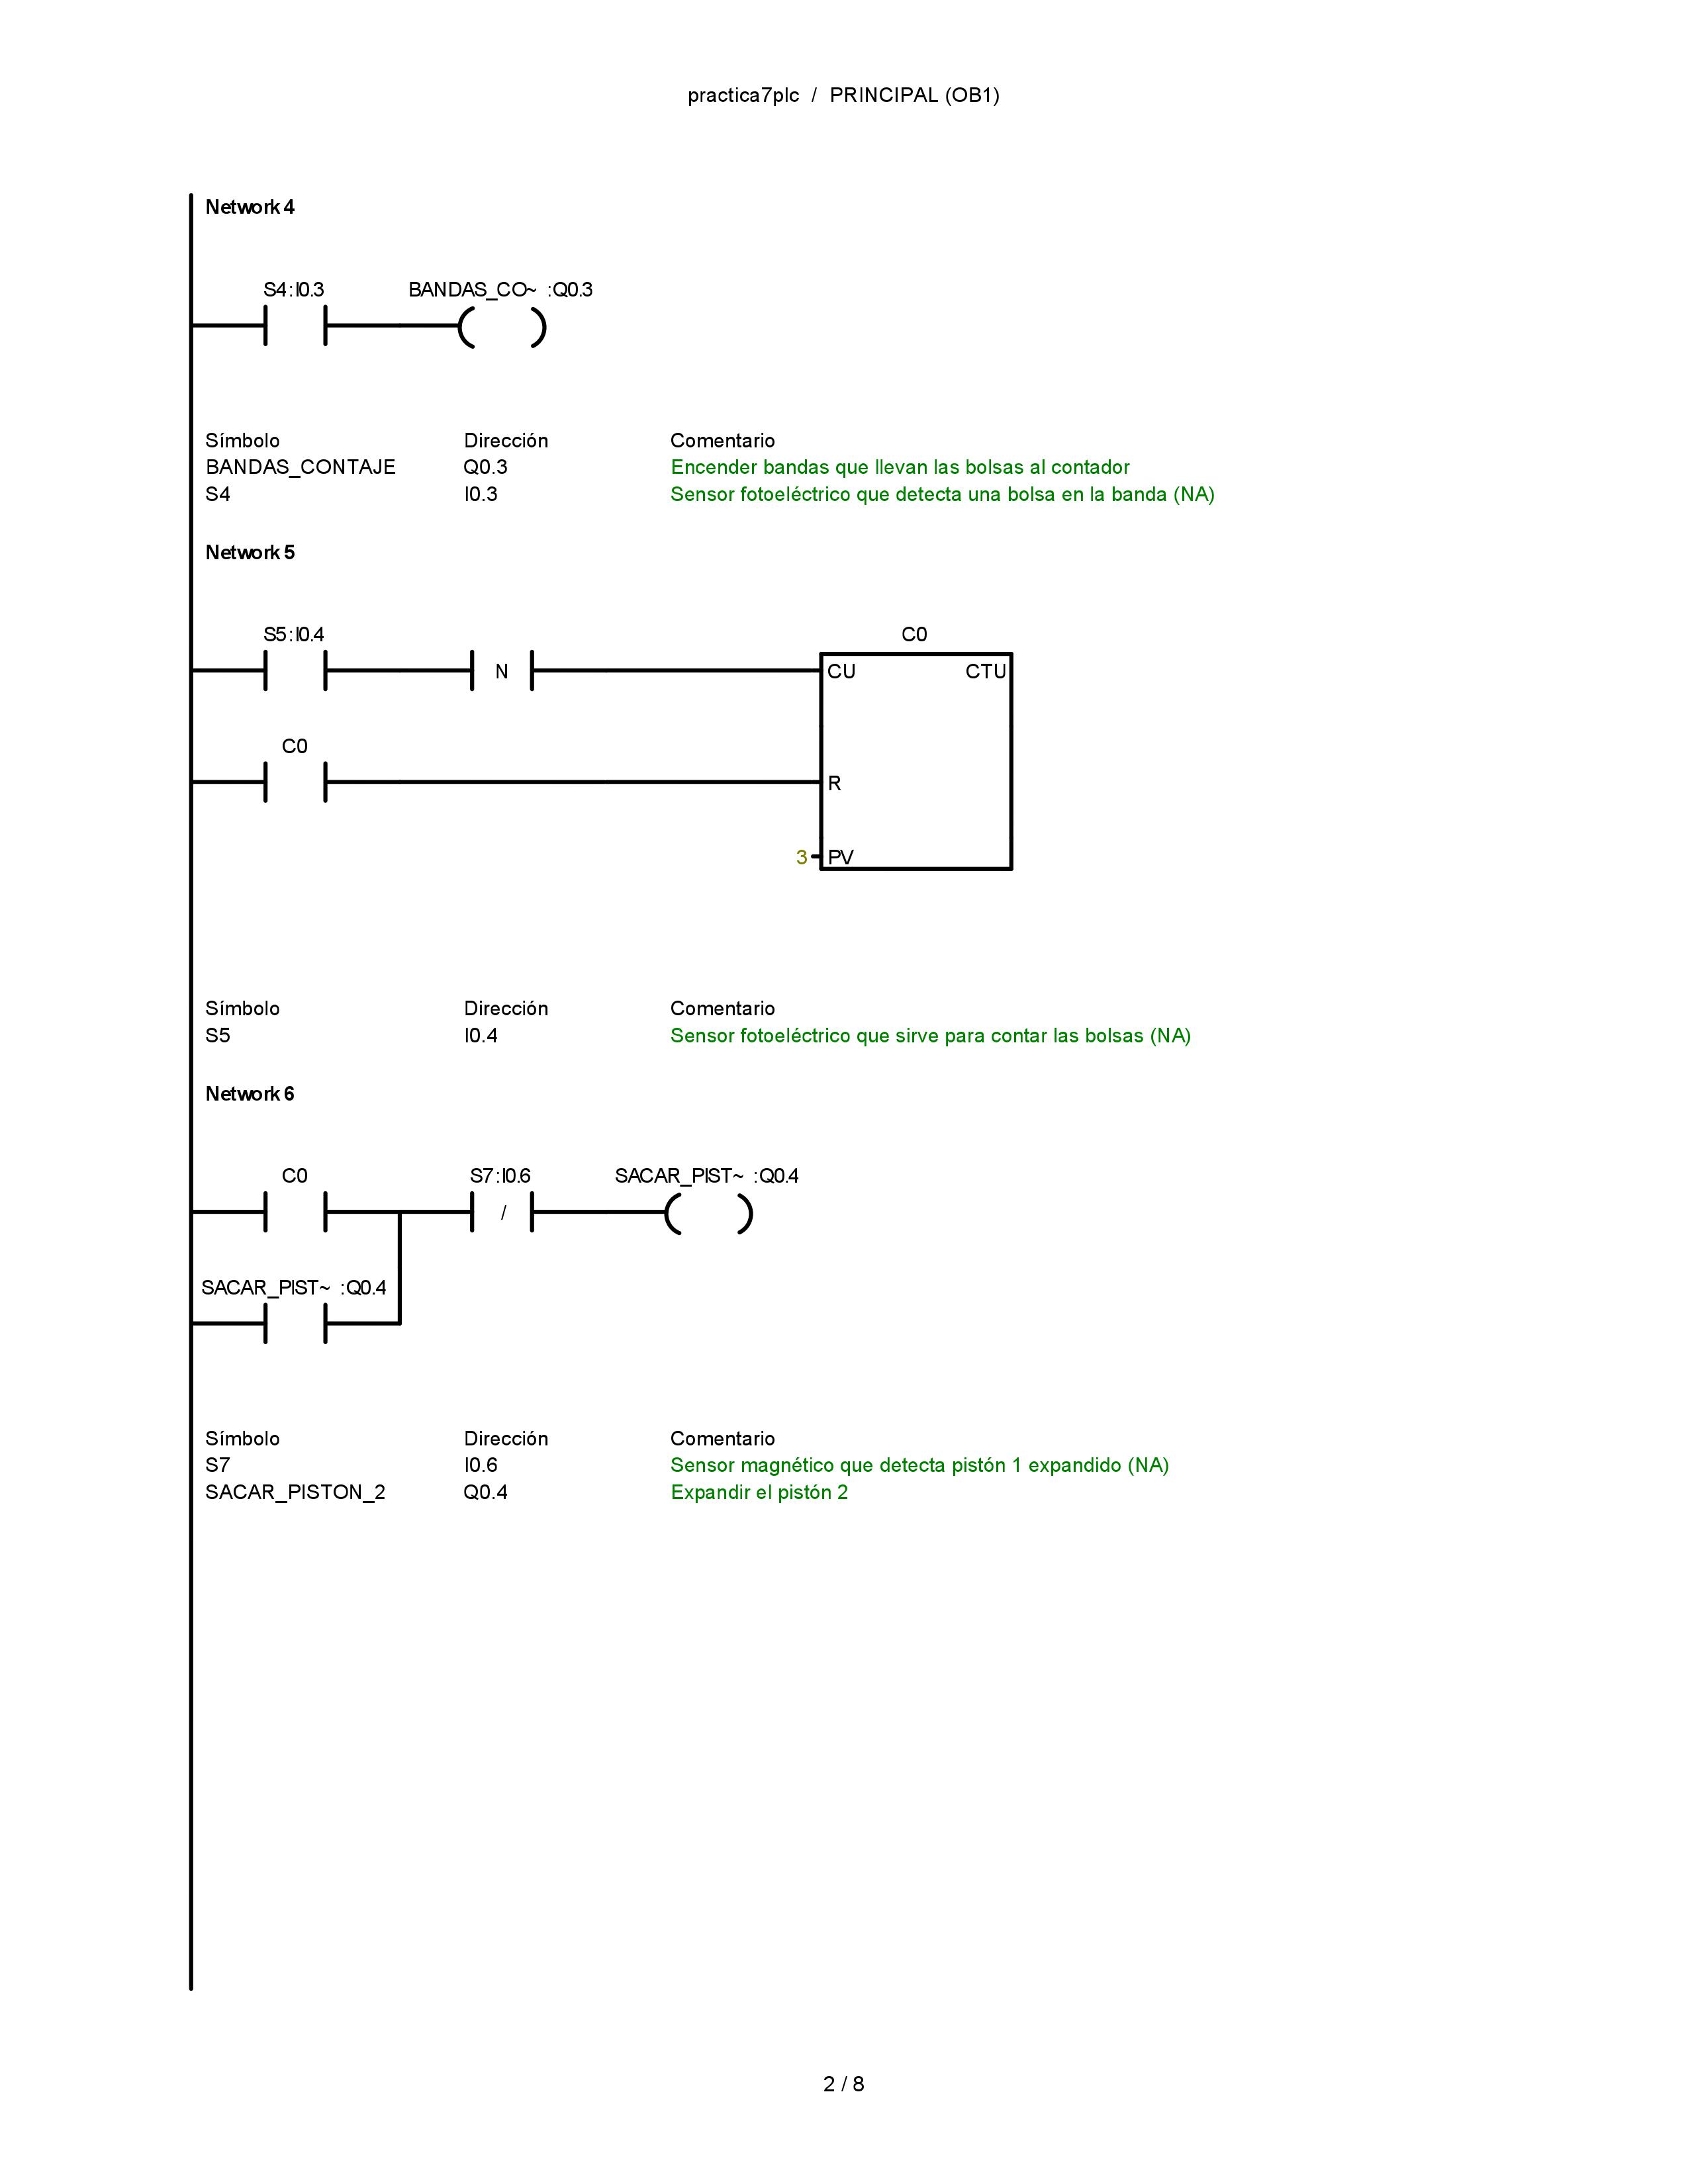 practica7plc / PRINCIPAL (OB1)
Network 4
S4:I0.3 BANDAS_CO~ :Q0.3
Símbolo Dirección Comentario
BANDAS_CONTAJE Q0.3 Encender bandas que llevan las bolsas al contador
S4 I0.3 Sensor fotoeléctrico que detecta una bolsa en la banda (NA)
Network 5
S5:I0.4 C0
N CU CTU
C0
R
3 PV
Símbolo Dirección Comentario
S5 I0.4 Sensor fotoeléctrico que sirve para contar las bolsas (NA)
Network 6
C0 S7:I0.6 SACAR_PIST~ :Q0.4
/
SACAR_PIST~ :Q0.4
Símbolo Dirección Comentario
S7 I0.6 Sensor magnético que detecta pistón 1 expandido (NA)
SACAR_PISTON_2 Q0.4 Expandir el pistón 2
2 / 8